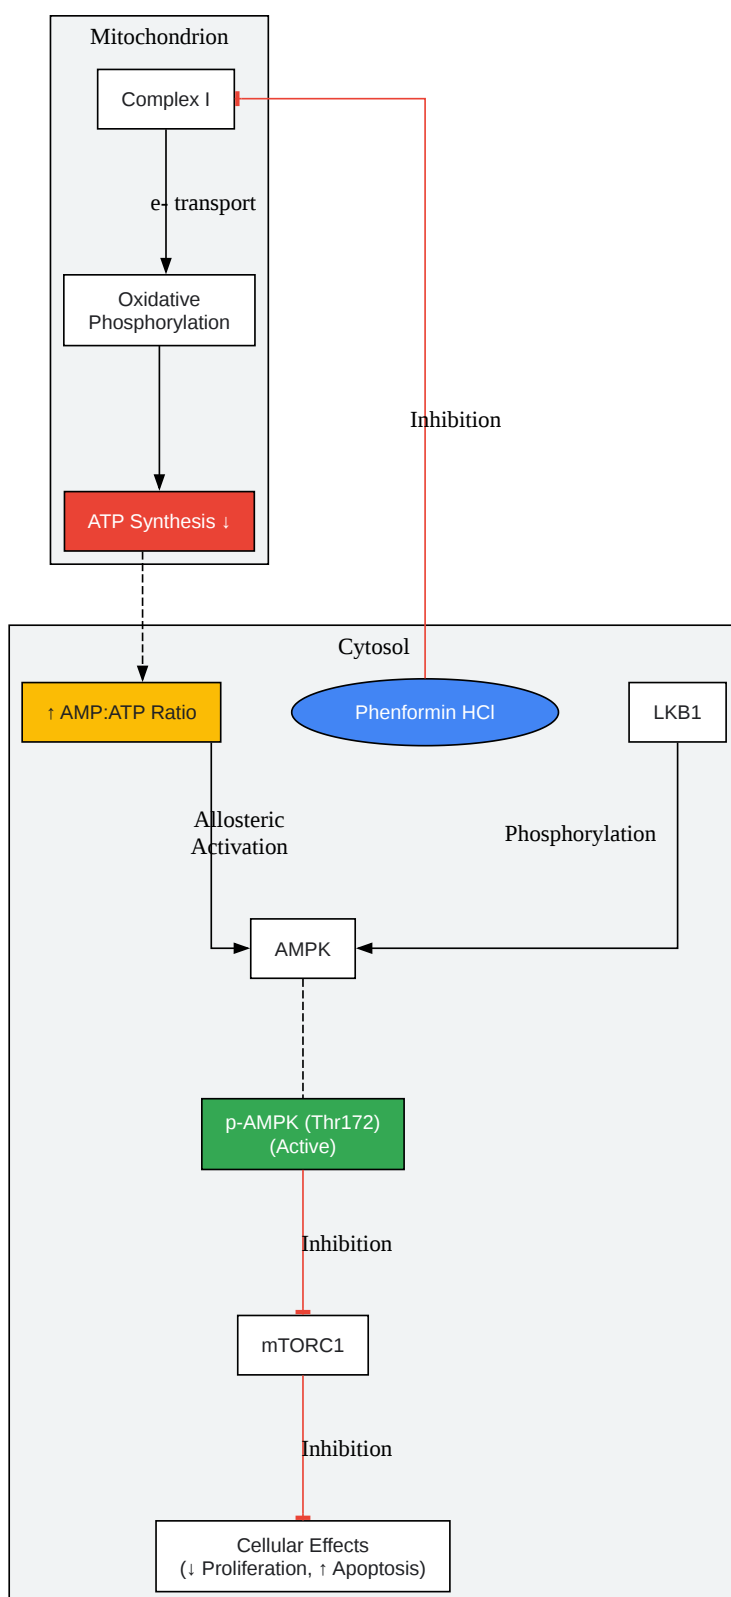 Mitochondrion
Complex I
e- transport
Oxidative
Phosphorylation
Inhibition
ATP Synthesis ↓
Cytosol
↑ AMP:ATP Ratio
Phenformin HCl
LKB1
Allosteric
Activation
Phosphorylation
AMPK
p-AMPK (Thr172)
(Active)
Inhibition
mTORC1
Inhibition
Cellular Effects
(↓ Proliferation, ↑ Apoptosis)